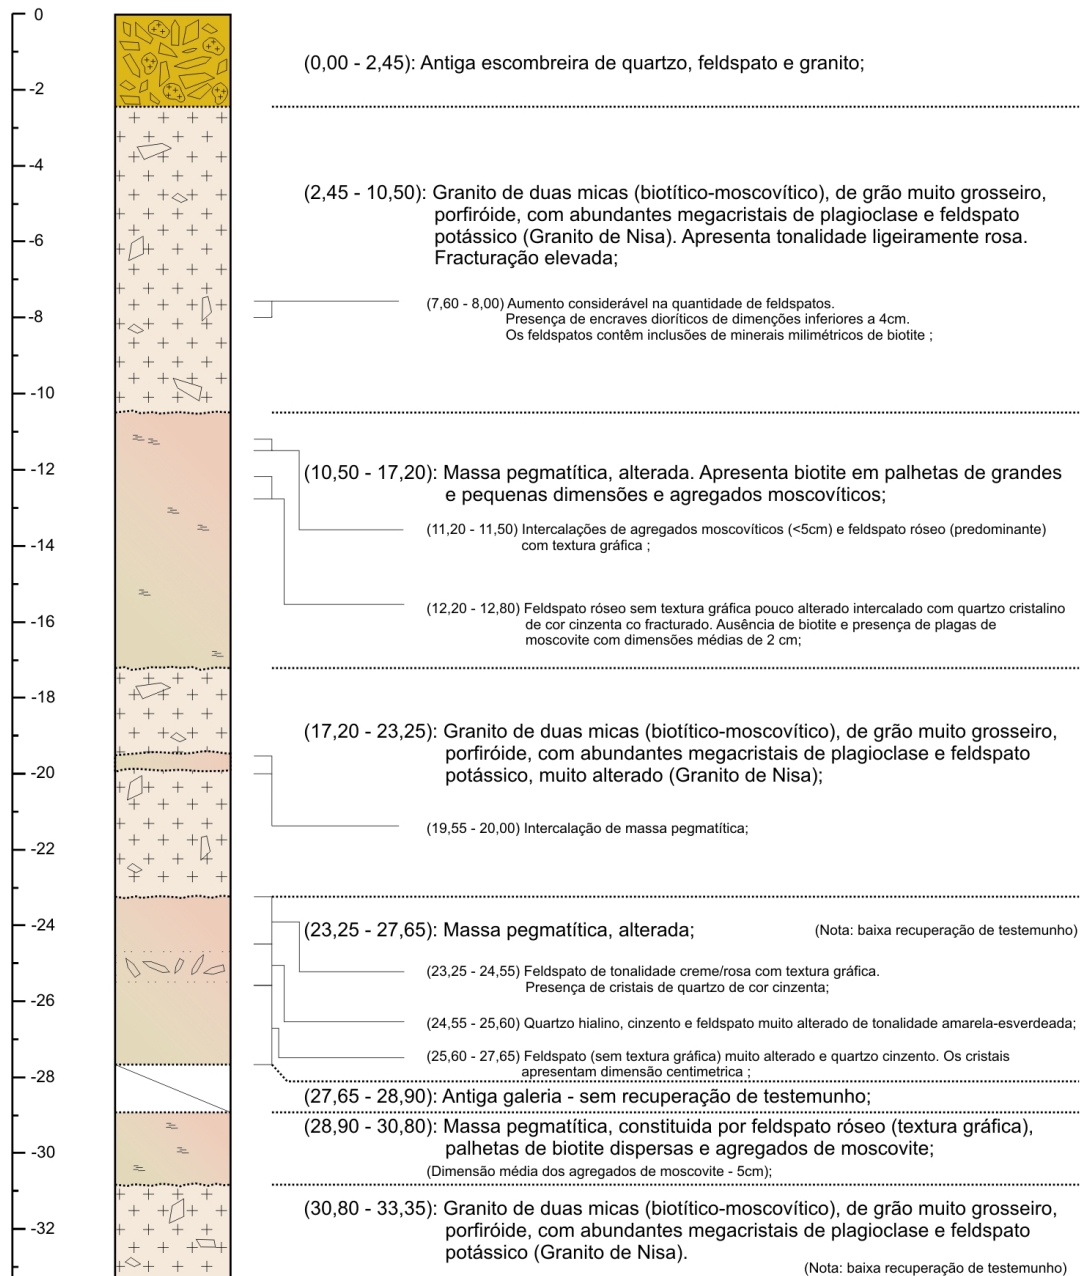 0
(0,00 - 2,45): Antiga escombreira de quartzo, feldspato e granito;
-2
-4
(2,45 - 10,50): Granito de duas micas (biotítico-moscovítico), de grão muito grosseiro,
porfiróide, com abundantes megacristais de plagioclase e feldspato
potássico (Granito de Nisa). Apresenta tonalidade ligeiramente rosa.
-6
Fracturação elevada;
(7,60 - 8,00) Aumento considerável na quantidade de feldspatos.
-8
Presença de encraves dioríticos de dimenções inferiores a 4cm.
Os feldspatos contêm inclusões de minerais milimétricos de biotite ;
-10
-12
(10,50 - 17,20): Massa pegmatítica, alterada. Apresenta biotite em palhetas de grandes
e pequenas dimensões e agregados moscovíticos;
(11,20 - 11,50) Intercalações de agregados moscovíticos (<5cm) e feldspato róseo (predominante)
-14
com textura gráfica ;
(12,20 - 12,80) Feldspato róseo sem textura gráfica pouco alterado intercalado com quartzo cristalino
-16
de cor cinzenta co fracturado. Ausência de biotite e presença de plagas de
moscovite com dimensões médias de 2 cm;
-18
(17,20 - 23,25): Granito de duas micas (biotítico-moscovítico), de grão muito grosseiro,
porfiróide, com abundantes megacristais de plagioclase e feldspato
-20
potássico, muito alterado (Granito de Nisa);
(19,55 - 20,00) Intercalação de massa pegmatítica;
-22
-24
(23,25 - 27,65): Massa pegmatítica, alterada; (Nota: baixa recuperação de testemunho)
(23,25 - 24,55) Feldspato de tonalidade creme/rosa com textura gráfica.
Presença de cristais de quartzo de cor cinzenta;
-26
(24,55 - 25,60) Quartzo hialino, cinzento e feldspato muito alterado de tonalidade amarela-esverdeada;
(25,60 - 27,65) Feldspato (sem textura gráfica) muito alterado e quartzo cinzento. Os cristais
apresentam dimensão centimetrica ;
-28
(27,65 - 28,90): Antiga galeria - sem recuperação de testemunho;
(28,90 - 30,80): Massa pegmatítica, constituida por feldspato róseo (textura gráfica),
-30
palhetas de biotite dispersas e agregados de moscovite;
(Dimensão média dos agregados de moscovite - 5cm);
(30,80 - 33,35): Granito de duas micas (biotítico-moscovítico), de grão muito grosseiro,
-32
porfiróide, com abundantes megacristais de plagioclase e feldspato
potássico (Granito de Nisa).
(Nota: baixa recuperação de testemunho)